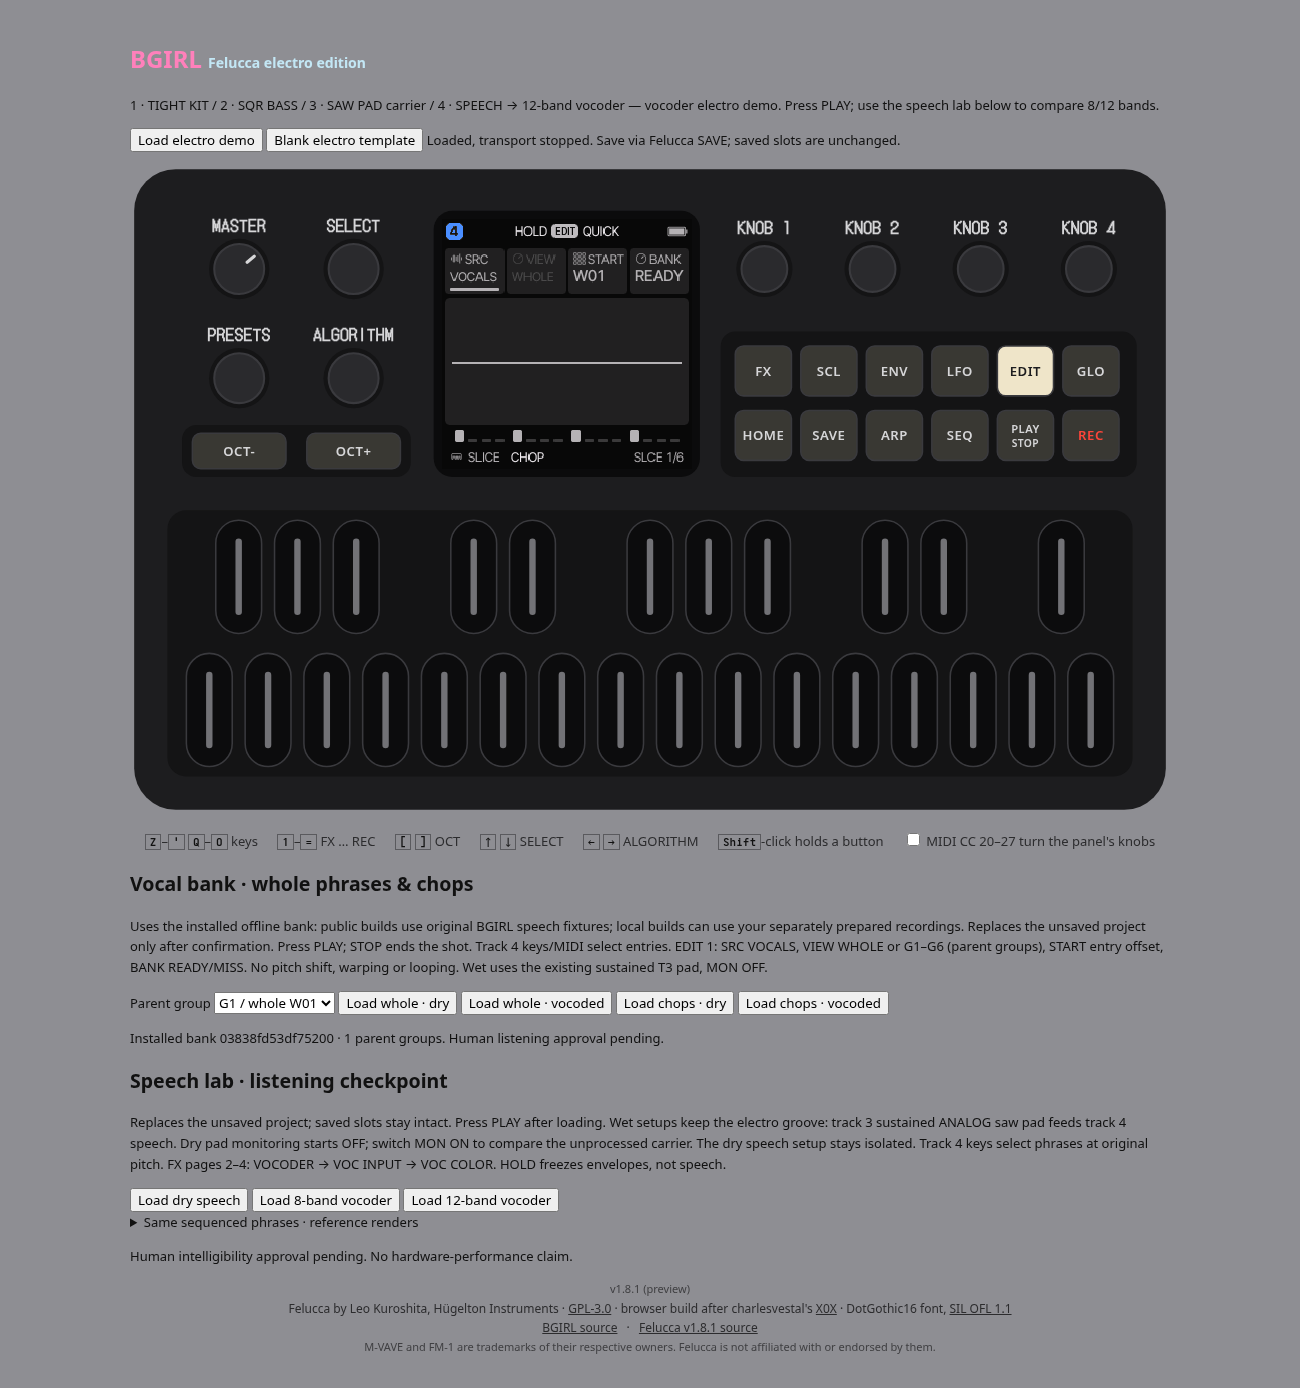 BGIRL Felucca electro edition
1 · TIGHT KIT / 2 · SQR BASS / 3 · SAW PAD carrier / 4 · SPEECH → 12-band vocoder — vocoder electro demo. Press PLAY; use the speech lab below to compare 8/12 bands.
Load electro demo Blank electro template Loaded, transport stopped. Save via Felucca SAVE; saved slots are unchanged.
MASTER SELECT
4 HOLD EDIT QUICK
KNOB 1 KNOB 2 KNOB 3 KNOB 4
SRC VIEW START BANK
VOCALS WHOLE W01 READY
PRESETS ALGORITHM
FX SCL ENV LFO EDIT GLO
HOME SAVE ARP SEQ PLAY STOP REC
OCT- OCT+
SLICE CHOP SLCE 1/6
Z–' Q–O keys 1–= FX … REC [ ] OCT ↑ ↓ SELECT ← → ALGORITHM Shift-click holds a button MIDI CC 20–27 turn the panel's knobs
Vocal bank · whole phrases & chops
Uses the installed offline bank: public builds use original BGIRL speech fixtures; local builds can use your separately prepared recordings. Replaces the unsaved project
only after confirmation. Press PLAY; STOP ends the shot. Track 4 keys/MIDI select entries. EDIT 1: SRC VOCALS, VIEW WHOLE or G1–G6 (parent groups), START entry offset,
BANK READY/MISS. No pitch shift, warping or looping. Wet uses the existing sustained T3 pad, MON OFF.
Parent group G1 / whole W01 Load whole · dry Load whole · vocoded Load chops · dry Load chops · vocoded
Installed bank 03838fd53df75200 · 1 parent groups. Human listening approval pending.
Speech lab · listening checkpoint
Replaces the unsaved project; saved slots stay intact. Press PLAY after loading. Wet setups keep the electro groove: track 3 sustained ANALOG saw pad feeds track 4
speech. Dry pad monitoring starts OFF; switch MON ON to compare the unprocessed carrier. The dry speech setup stays isolated. Track 4 keys select phrases at original
pitch. FX pages 2–4: VOCODER → VOC INPUT → VOC COLOR. HOLD freezes envelopes, not speech.
Load dry speech Load 8-band vocoder Load 12-band vocoder
Same sequenced phrases · reference renders
Human intelligibility approval pending. No hardware-performance claim.
v1.8.1 (preview)
Felucca by Leo Kuroshita, Hügelton Instruments · GPL-3.0 · browser build after charlesvestal's X0X · DotGothic16 font, SIL OFL 1.1
BGIRL source · Felucca v1.8.1 source
M-VAVE and FM-1 are trademarks of their respective owners. Felucca is not affiliated with or endorsed by them.